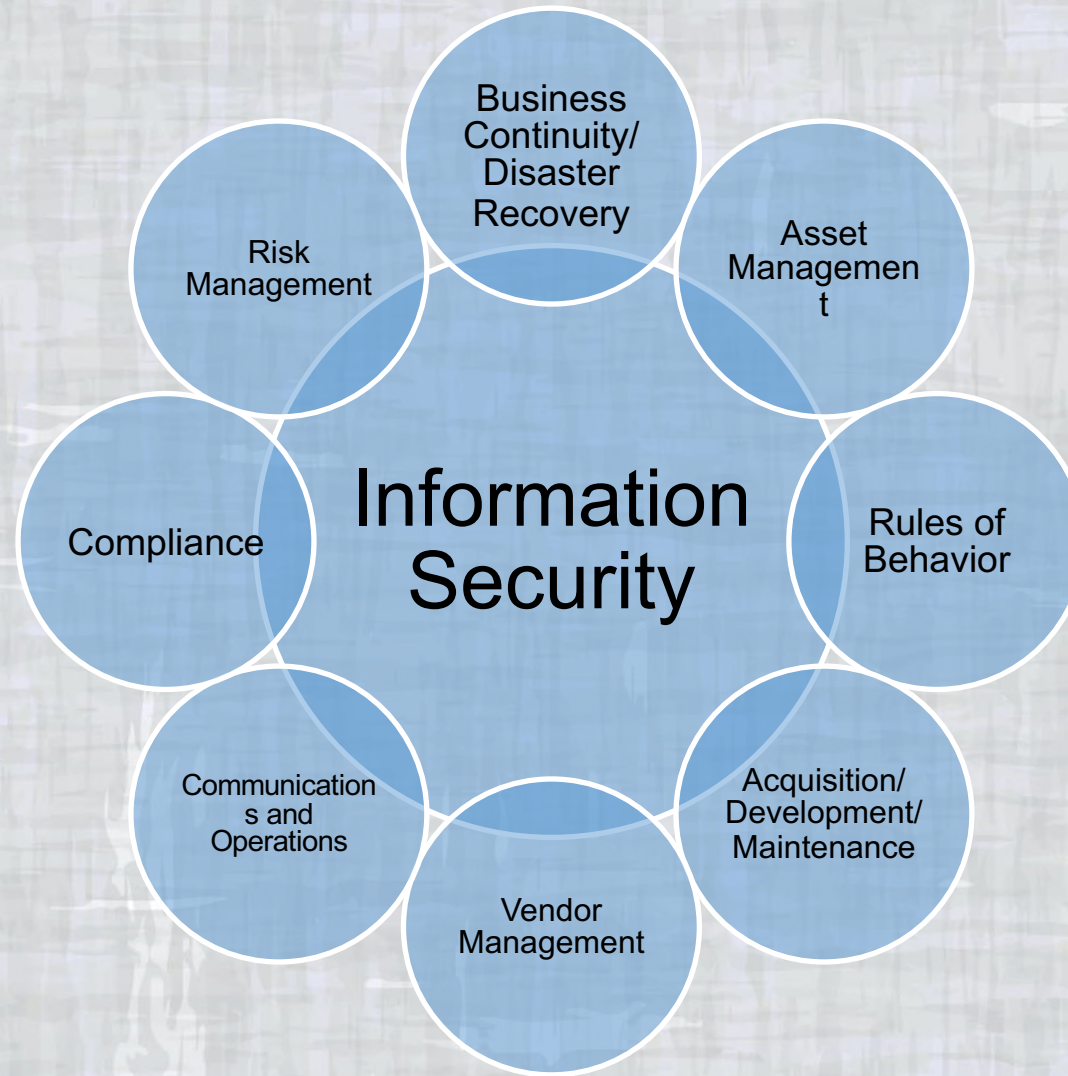 Business
Continuity/
Disaster
Recovery
Asset
Managemen
t
Risk
Management
Information
Security
Compliance
Rules of
Behavior
Communication
s and
Operations
Acquisition/
Development/
Maintenance
Vendor
Management